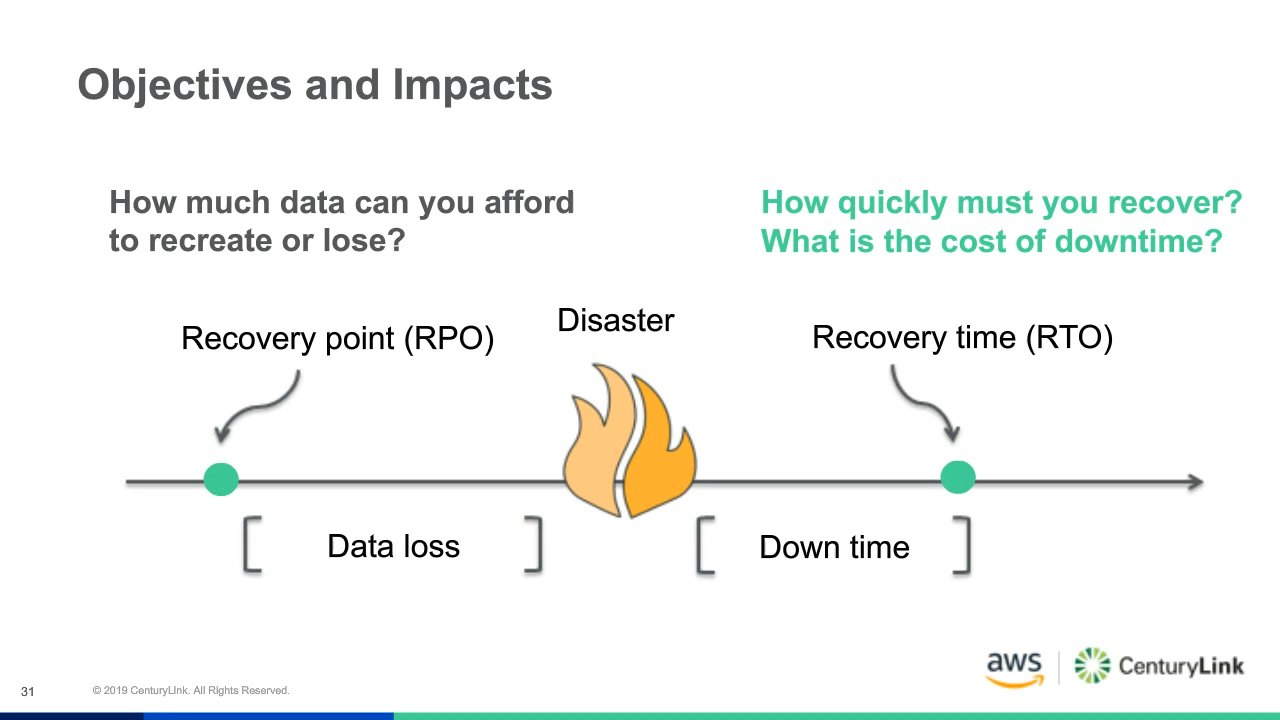 Objectives and Impacts
How much data can you afford
to recreate or lose?
How quickly must you recover?
What is the cost of downtime?
Recovery point (RPO)
Disaster
Recovery time (RTO)
Data loss
Down time
31
© 2019 CenturyLink. All Rights Reserved.
aws
CenturyLink